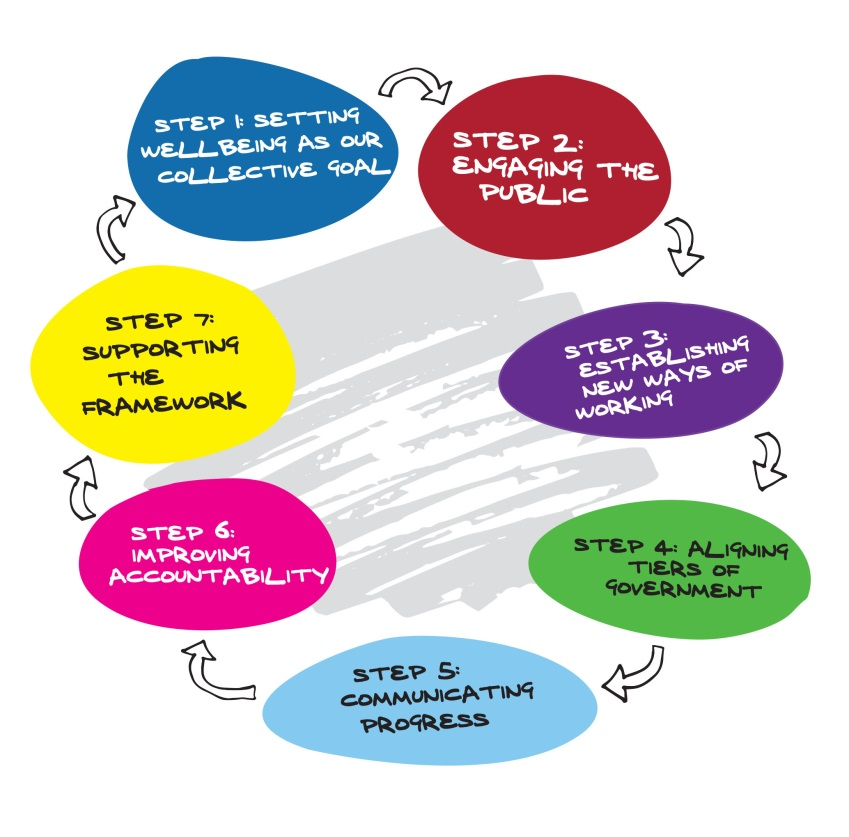 STEP 1: SETTING
WELLBEING AS OUR
COLLECTIVE GOAL
STEP 2:
ENGAGING THE
PUBLIC
STEP 3:
ESTABLISHING
NEW WAYS OF
WORKING
STEP 4: ALIGNING
TIERS OF
GOVERNMENT
STEP 5:
COMMUNICATING
PROGRESS
STEP 6:
IMPROVING
ACCOUNTABILITY
STEP 7:
SUPPORTING
THE
FRAMEWORK